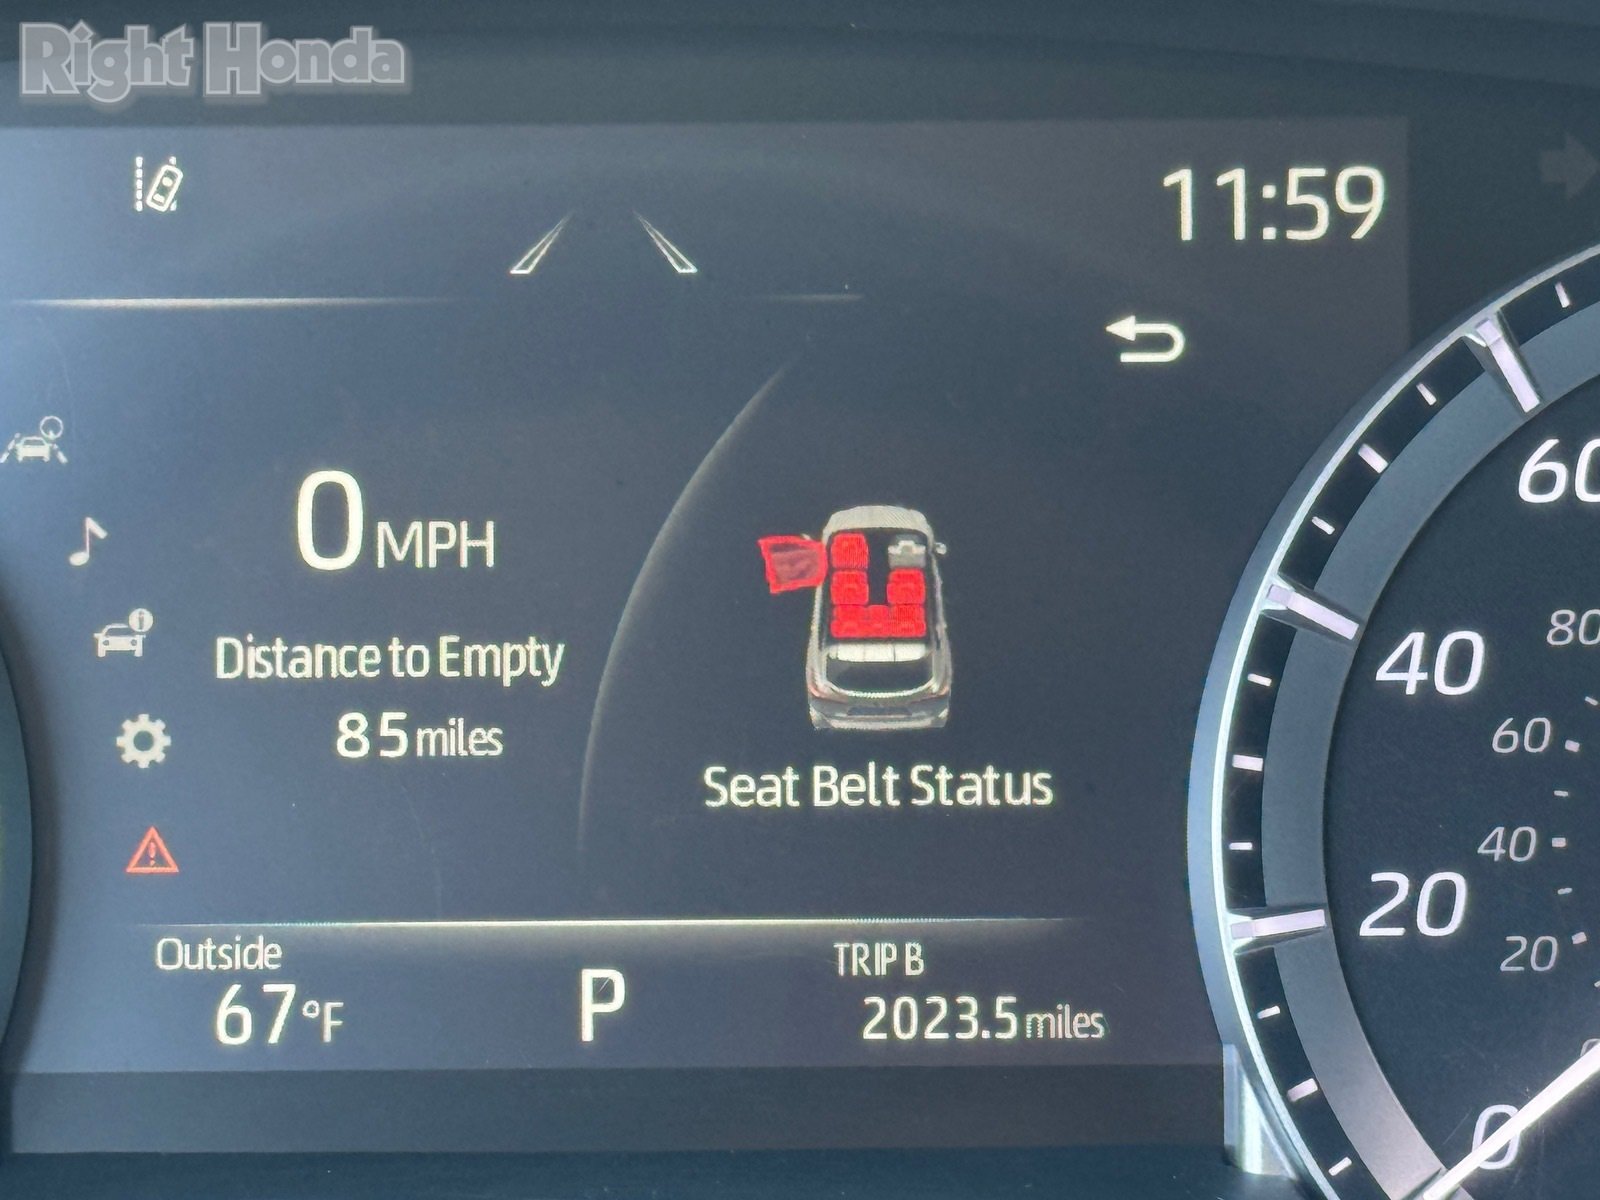 Right Honda
11:59
0 MPH
Distance to Empty
85 miles
Seat Belt Status
Outside
67°F
P
TRIP B
2023.5 miles
60
40
20
0
80
60
40
20